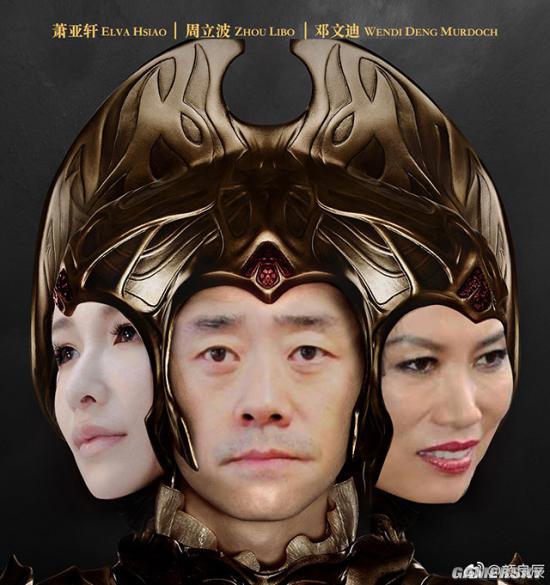 萧亚轩 ELVA HSIAO | 周立波 ZHOU LIBO | 邓文迪 WENDI DENG MURDOCH
GAMERSKY